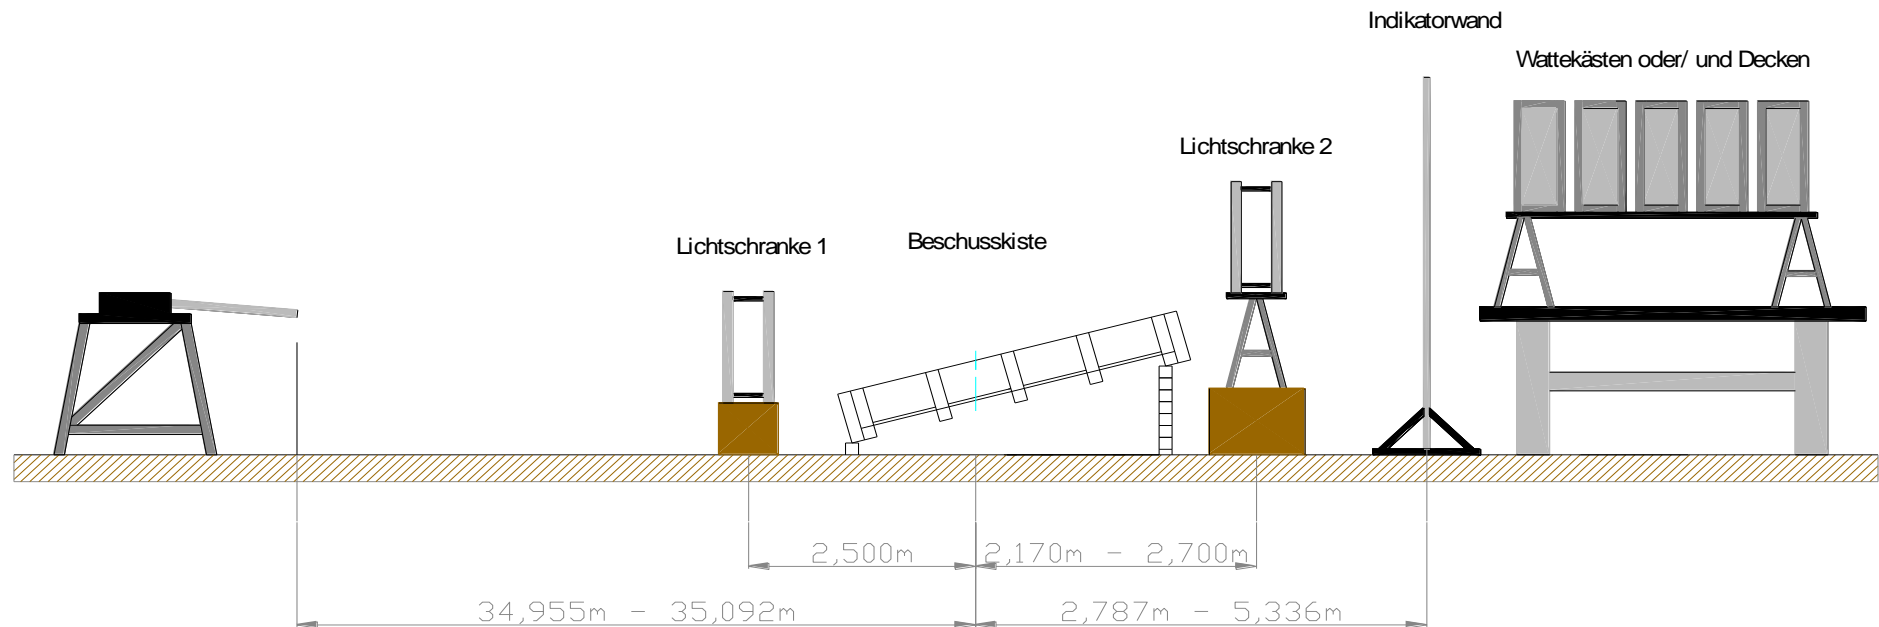 Indikatorwand
Wattekästen oder/ und Decken
Lichtschranke 2
Lichtschranke 1
Beschusskiste
2,500m
2,170m - 2,700m
34,955m - 35,092m
2,787m - 5,336m